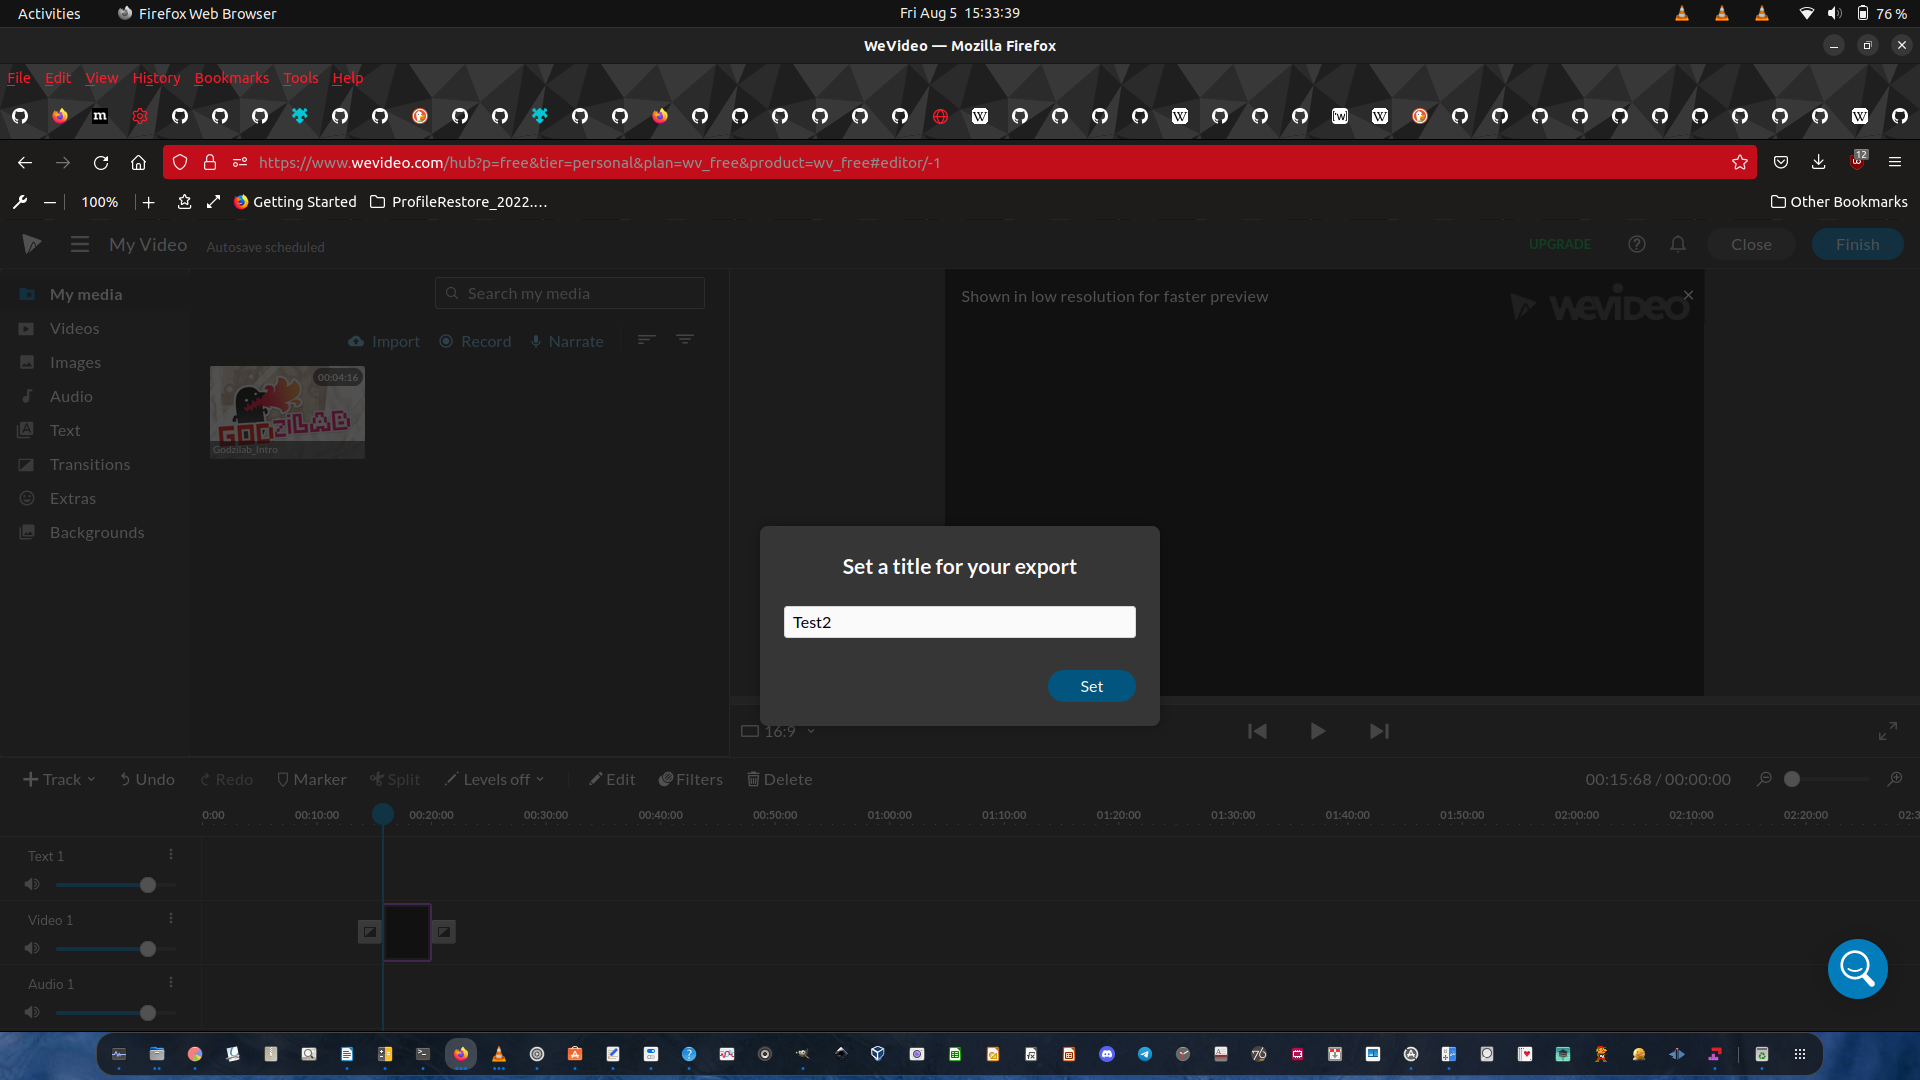 Activities Firefox Web Browser Fri Aug 5 15:33:39 76 %
WeVideo — Mozilla Firefox
File Edit View History Bookmarks Tools Help
https://www.wevideo.com/hub?p=free&tier=personal&plan=wv_free&product=wv_free#editor/-1 12
100% Getting Started ProfileRestore_2022.... Other Bookmarks
My Video Autosave scheduled UPGRADE Close Finish
My media
Videos
Images
Audio
Text
Transitions
Extras
Backgrounds
Search my media
Import Record Narrate
00:04:16
GODZILAB
Godzilab_Intro
Shown in low resolution for faster preview
wevideo
Set a title for your export
Test2
Set
16:9
Track Undo Redo Marker Split Levels off Edit Filters Delete 00:15:68 / 00:00:00
0:00 00:10:00 00:20:00 00:30:00 00:40:00 00:50:00 01:00:00 01:10:00 01:20:00 01:30:00 01:40:00 01:50:00 02:00:00 02:10:00 02:20:00 02:3
Text 1
Video 1
Audio 1